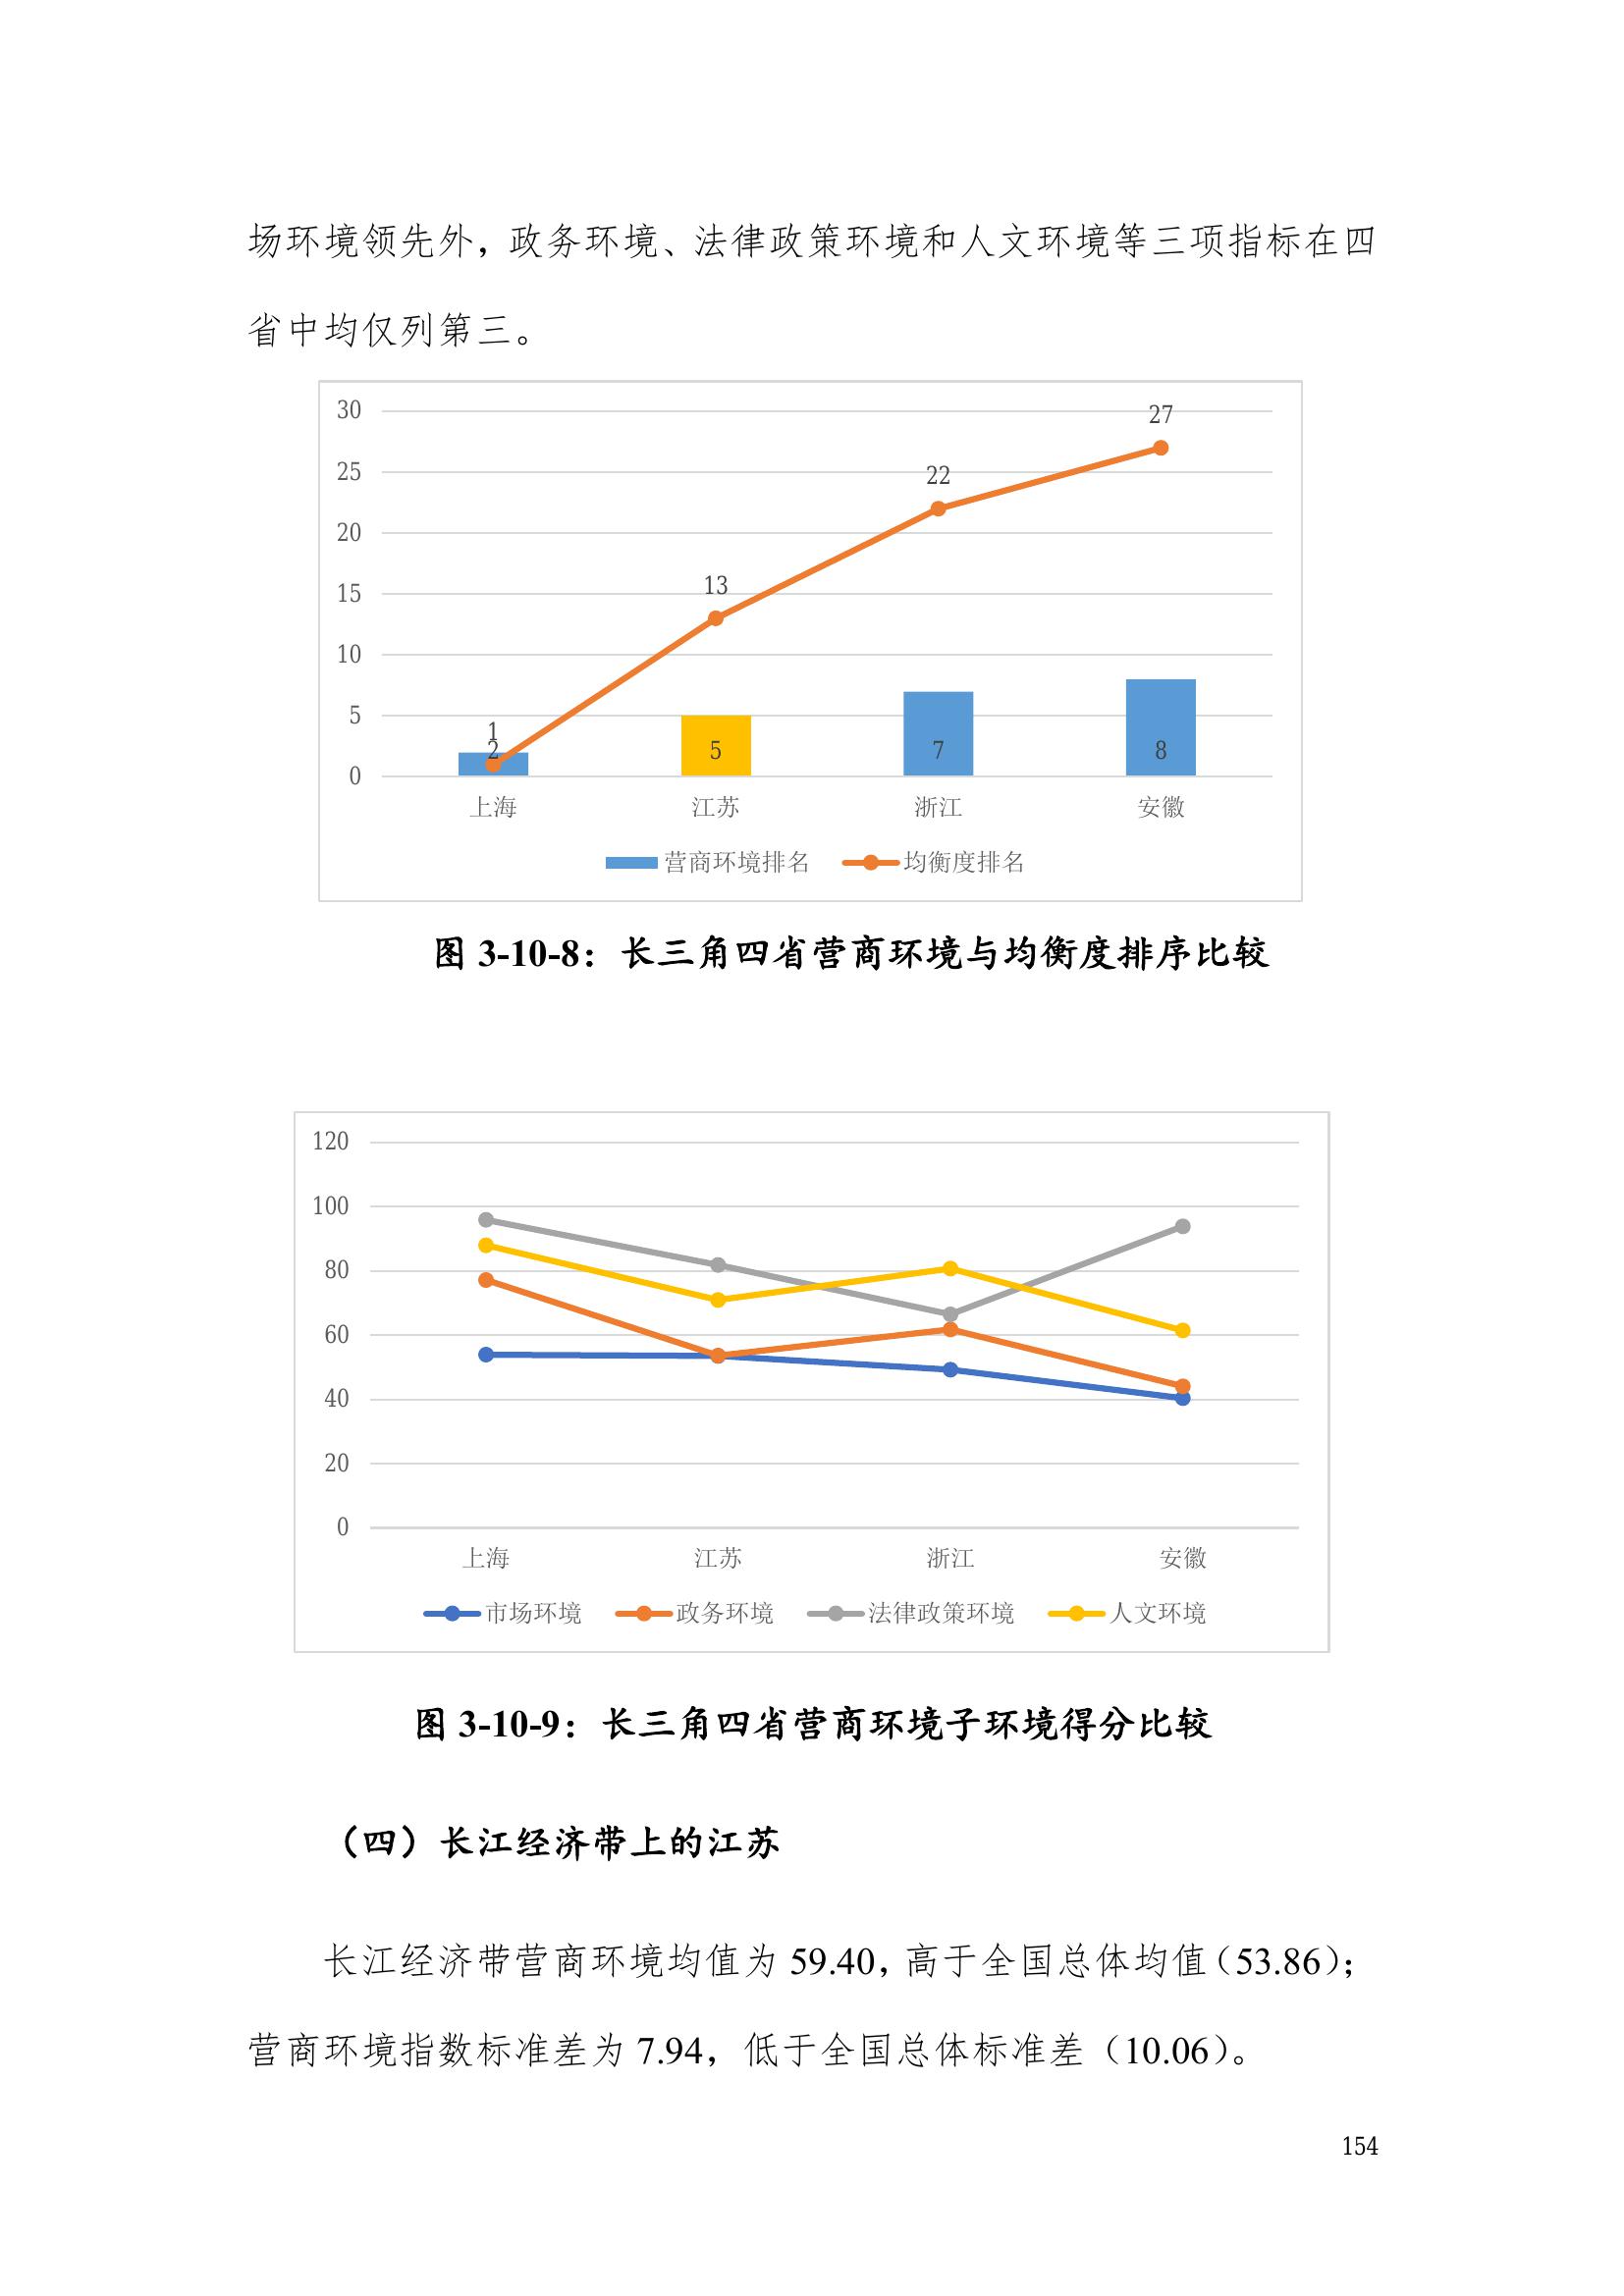 场环境领先外，政务环境、法律政策环境和人文环境等三项指标在四
省中均仅列第三。
30
25
20
15
10
5
0
1
2
13
5
22
7
27
8
上海 江苏 浙江 安徽
营商环境排名 均衡度排名
图 3-10-8：长三角四省营商环境与均衡度排序比较
120
100
80
60
40
20
0
上海 江苏 浙江 安徽
市场环境 政务环境 法律政策环境 人文环境
图 3-10-9：长三角四省营商环境子环境得分比较
（四）长江经济带上的江苏
长江经济带营商环境均值为 59.40，高于全国总体均值（53.86）；
营商环境指数标准差为 7.94，低于全国总体标准差（10.06）。
154